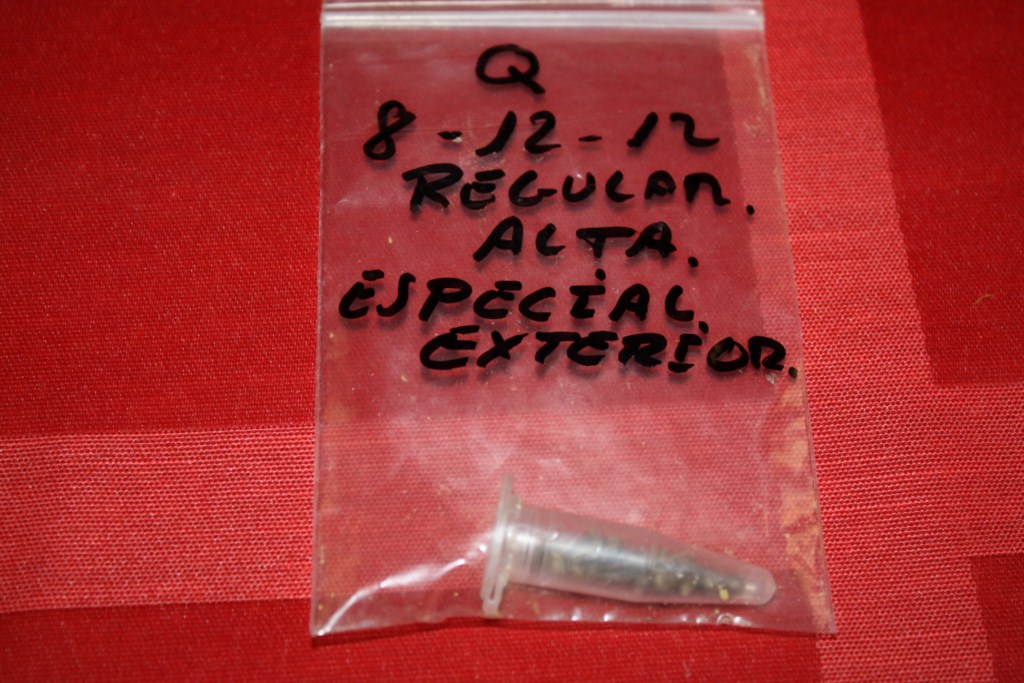 Q
8-12-12
REGULAR.
ALTA.
ESPECIAL.
EXTERIOR.